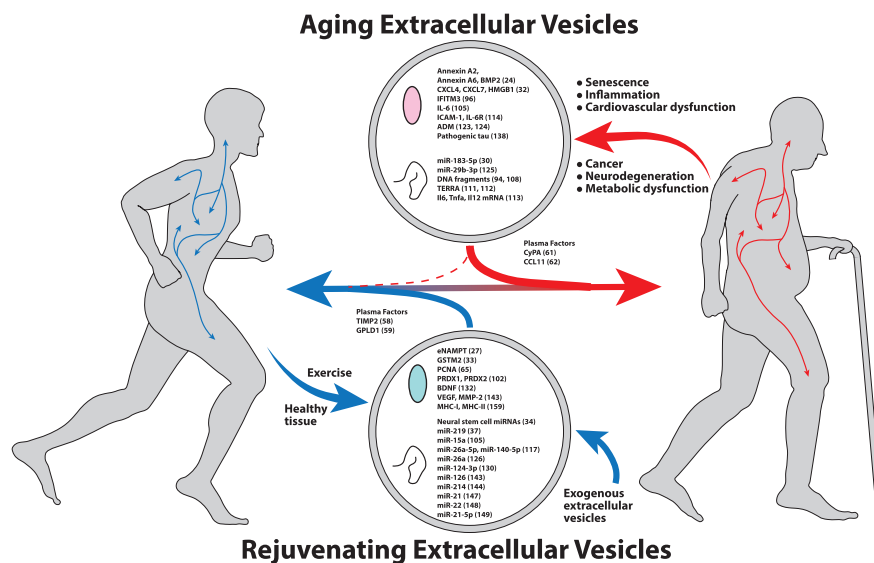 Aging Extracellular Vesicles
Annexin A2,
Annexin A6, BMP2 (24)
CXCL4, CXCL7, HMGB1 (32)
IFITM3 (96)
IL-6 (105)
ICAM-1, IL-6R (114)
ADM (123, 124)
Pathogenic tau (138)
miR-183-5p (30)
miR-29b-3p (125)
DNA fragments (94, 108)
TERRA (111, 112)
Il6, Tnfa, Il12 mRNA (113)
● Senescence
● Inflammation
● Cardiovascular dysfunction
● Cancer
● Neurodegeneration
● Metabolic dysfunction
Plasma Factors
CyPA (61)
CCL11 (62)
Plasma Factors
TIMP2 (58)
GPLD1 (59)
Exercise
Healthy
tissue
eNAMPT (27)
GSTM2 (33)
PCNA (65)
PRDX1, PRDX2 (102)
BDNF (132)
VEGF, MMP-2 (143)
MHC-I, MHC-II (159)
Neural stem cell miRNAs (34)
miR-219 (37)
miR-15a (105)
miR-26a-5p, miR-140-5p (117)
miR-26a (126)
miR-124-3p (130)
miR-126 (143)
miR-214 (144)
miR-21 (147)
miR-22 (148)
miR-21-5p (149)
Exogenous
extracellular
vesicles
Rejuvenating Extracellular Vesicles